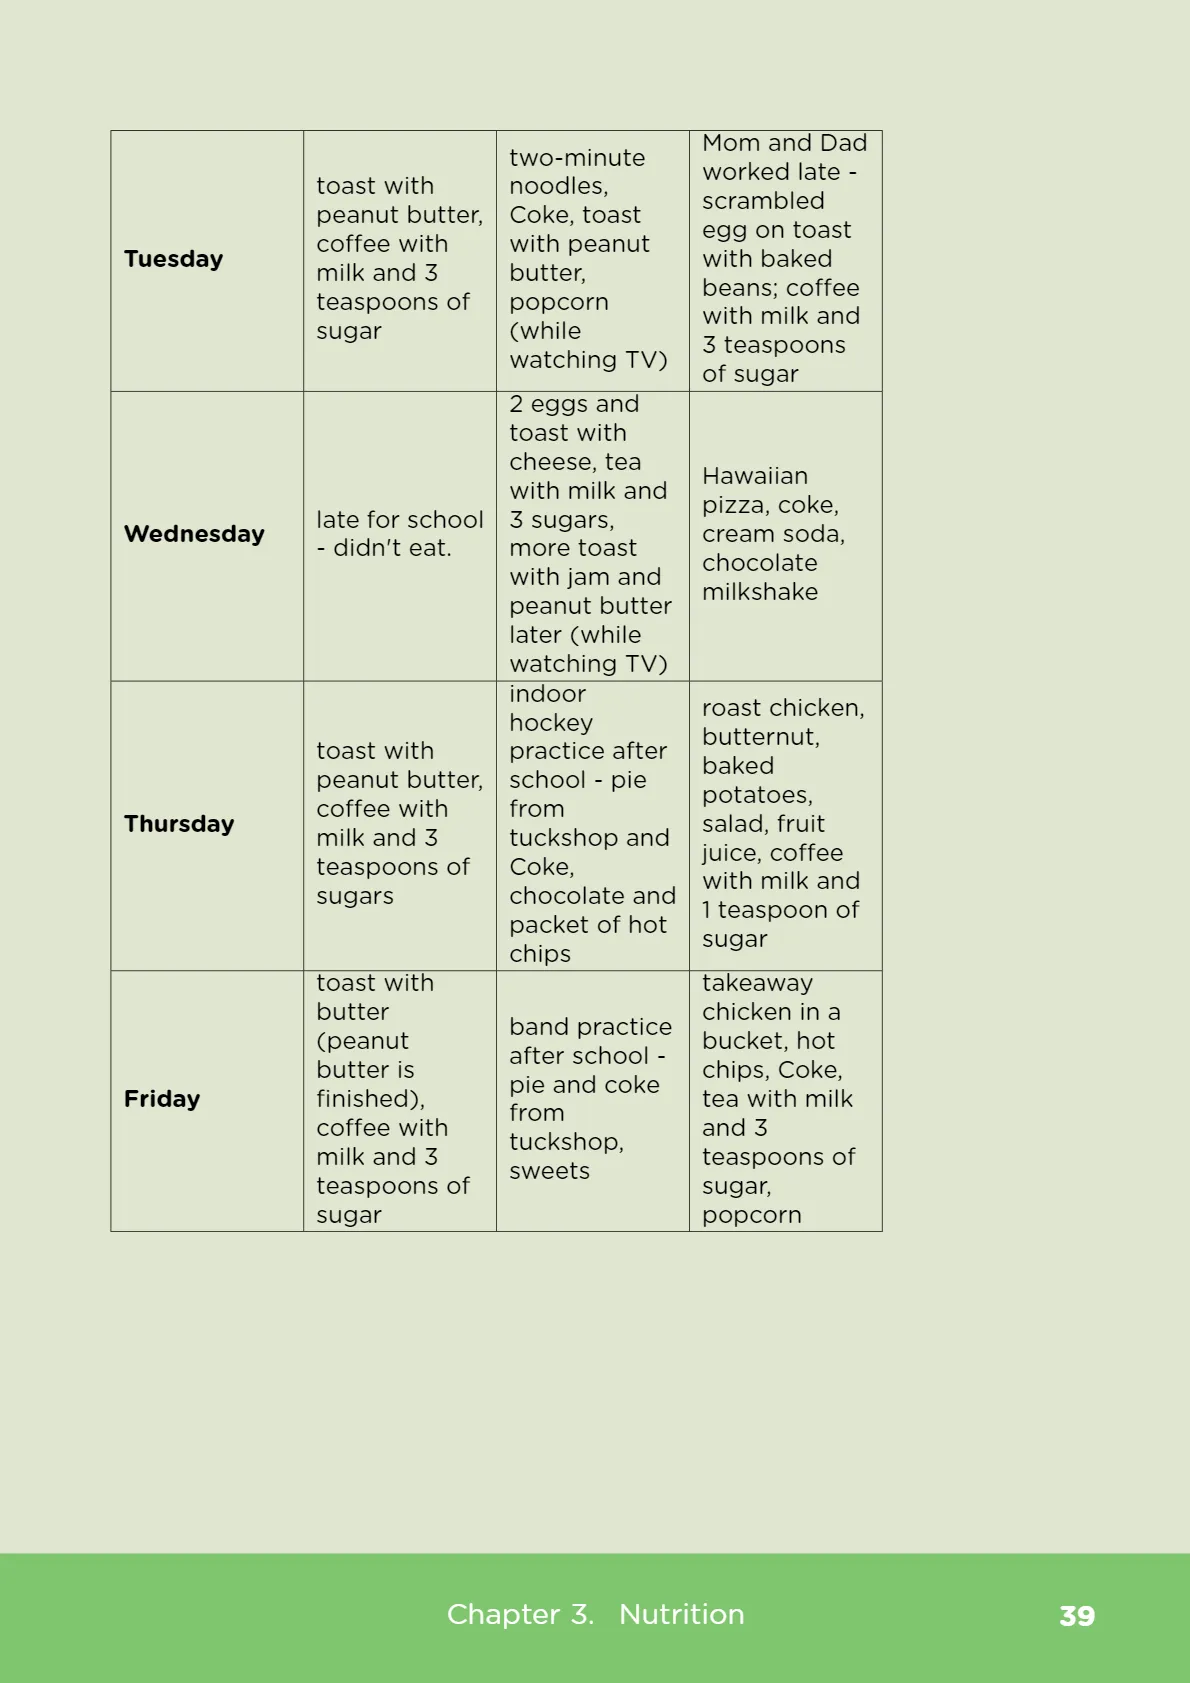 Tuesday
toast with
peanut butter,
coffee with
milk and 3
teaspoons of
sugar
two-minute
noodles,
Coke, toast
with peanut
butter,
popcorn
(while
watching TV)
Mom and Dad
worked late -
scrambled
egg on toast
with baked
beans; coffee
with milk and
3 teaspoons
of sugar
Wednesday
late for school
- didn't eat.
2 eggs and
toast with
cheese, tea
with milk and
3 sugars,
more toast
with jam and
peanut butter
later (while
watching TV)
Hawaiian
pizza, coke,
cream soda,
chocolate
milkshake
Thursday
toast with
peanut butter,
coffee with
milk and 3
teaspoons of
sugars
indoor
hockey
practice after
school - pie
from
tuckshop and
Coke,
chocolate and
packet of hot
chips
roast chicken,
butternut,
baked
potatoes,
salad, fruit
juice, coffee
with milk and
1 teaspoon of
sugar
Friday
toast with
butter
(peanut
butter is
finished),
coffee with
milk and 3
teaspoons of
sugar
band practice
after school -
pie and coke
from
tuckshop,
sweets
takeaway
chicken in a
bucket, hot
chips, Coke,
tea with milk
and 3
teaspoons of
sugar,
popcorn
Chapter 3. Nutrition
39